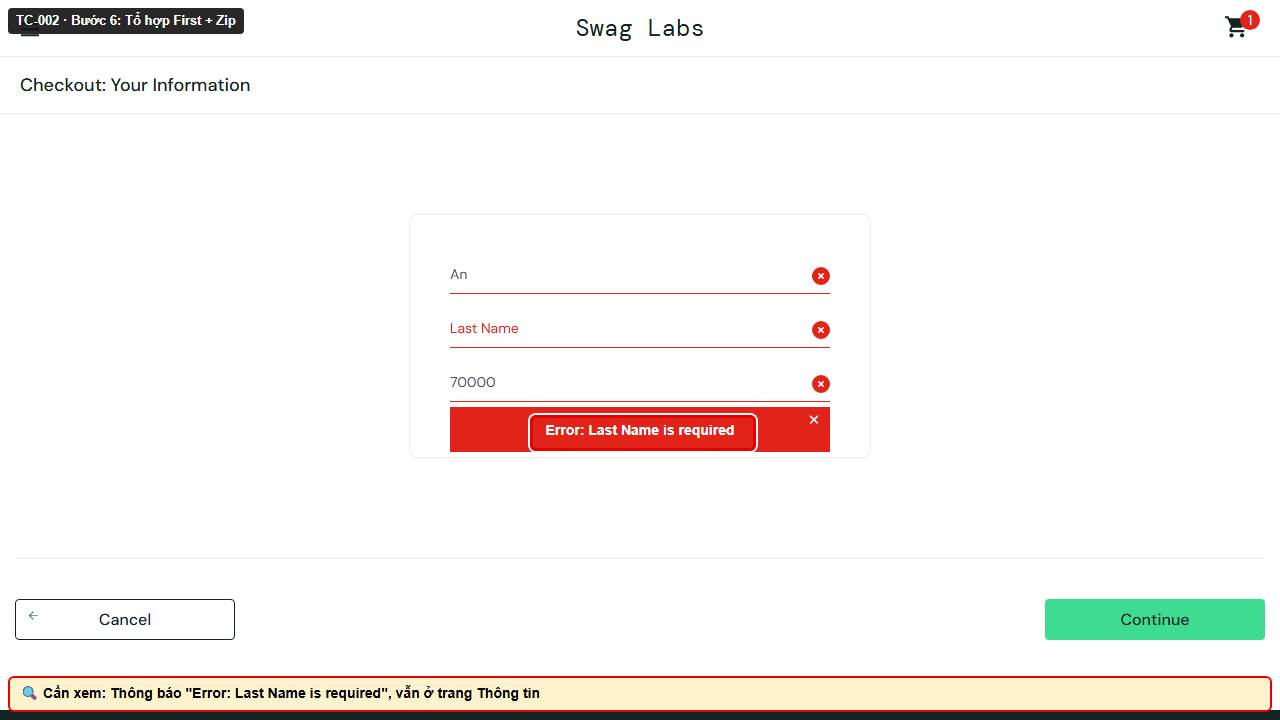 TC-002 · Bước 6: Tổ hợp First + Zip
Swag Labs
1
Checkout: Your Information
An
Last Name
70000
Error: Last Name is required
Cancel
Continue
🔍 Cần xem: Thông báo "Error: Last Name is required", vẫn ở trang Thông tin